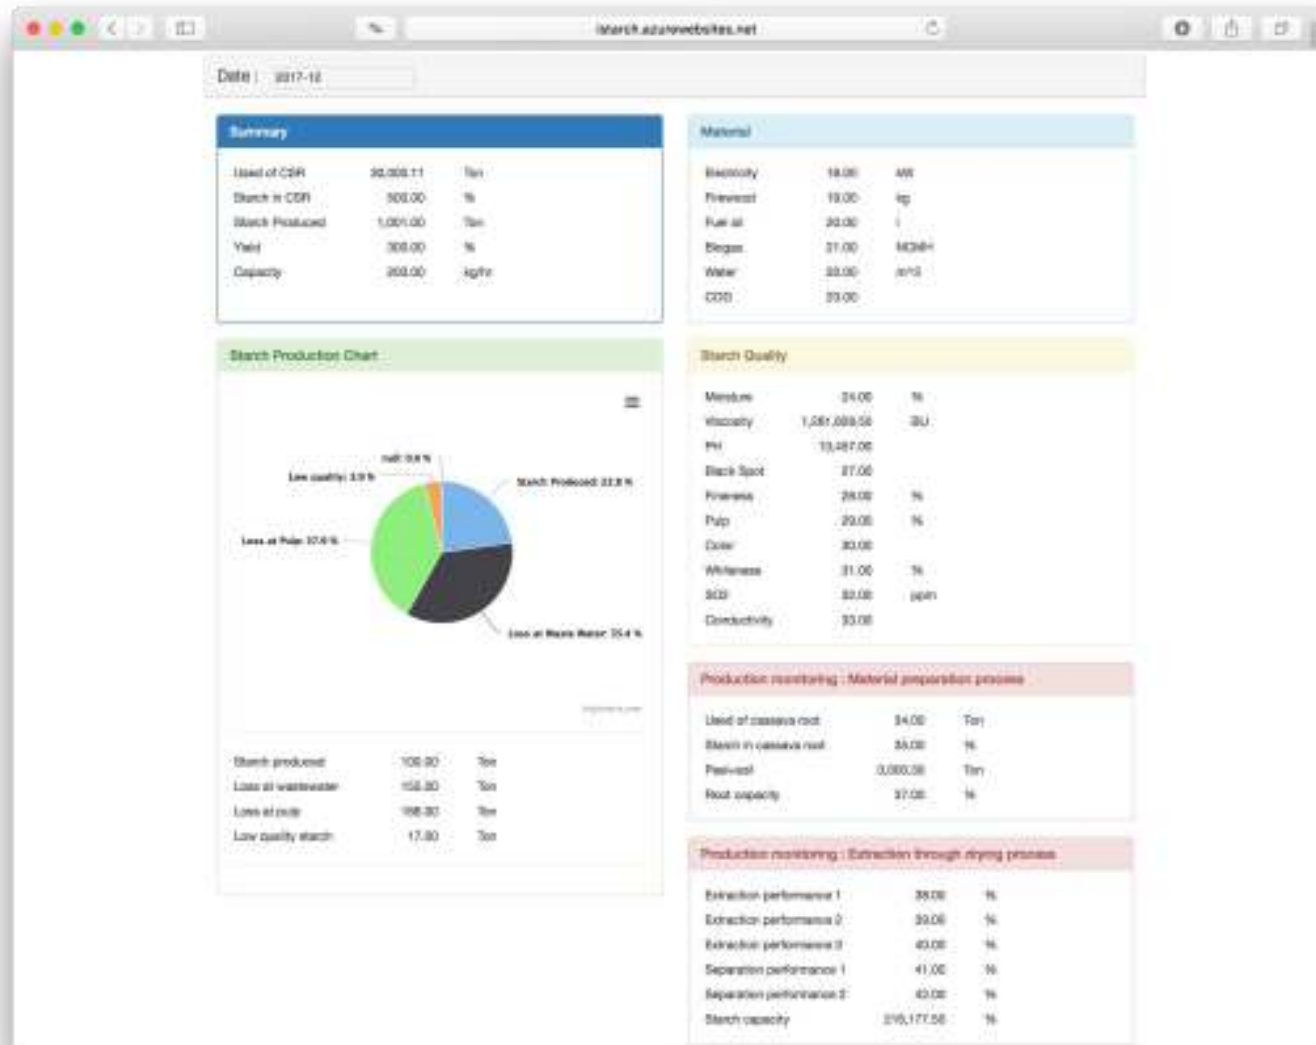 istarch.azurewebsites.net
Date : 2017-12
Summary
Used of CSR Ton
Starch in CSR 500.00 %
Starch Produced 1,001.00 Ton
Yield 300.00 %
Capacity 200.00 kg/hr
Starch Production Chart
null: 0.0 %
Low quality: 3.9 %
Starch Produced: 22.8 %
Loss at Pulp: 37.9 %
Loss at Waste Water: 35.4 %
Starch produced 100.00 Ton
Loss at wastewater 155.00 Ton
Loss at pulp 166.00 Ton
Low quality starch 17.00 Ton
Material
Electricity 18.00 kW
Firewood 19.00 kg
Fuel oil 20.00 l
Biogas 21.00
Water 22.00 m^3
COD 23.00
Starch Quality
Moisture 24.00 %
Viscosity BU
PH
Black Spot 27.00
Fineness 28.00 %
Pulp 29.00 %
Color 30.00
Whiteness 31.00 %
SO2 32.00 ppm
Conductivity 33.00
Production monitoring : Material preparation process
Used of cassava root 34.00 Ton
Starch in cassava root 35.00 %
Ton
Root capacity 37.00 %
Production monitoring : Extraction through drying process
Extraction performance 1 38.00 %
Extraction performance 2 39.00 %
Extraction performance 3 40.00 %
Separation performance 1 41.00 %
Separation performance 2 42.00 %
Starch capacity %